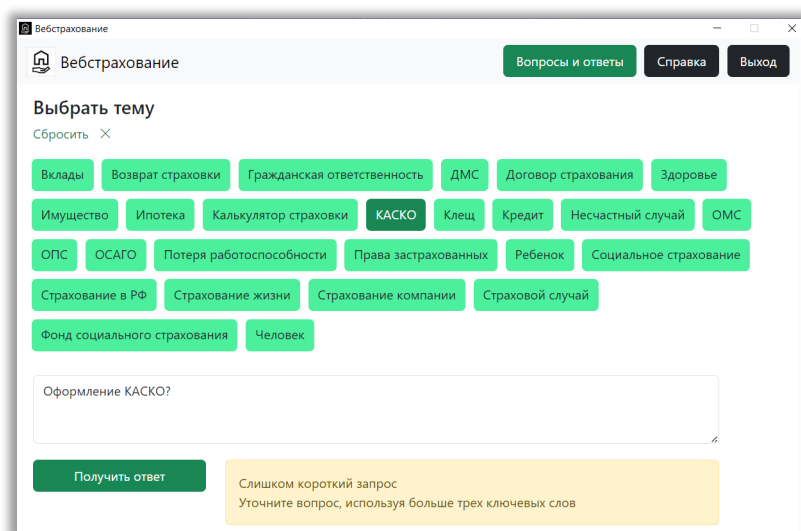 Вебстрахование
Вебстрахование Вопросы и ответы Справка Выход
Выбрать тему
Сбросить
Вклады Возврат страховки Гражданская ответственность ДМС Договор страхования Здоровье
Имущество Ипотека Калькулятор страховки КАСКО Клещ Кредит Несчастный случай ОМС
ОПС ОСАГО Потеря работоспособности Права застрахованных Ребенок Социальное страхование
Страхование в РФ Страхование жизни Страхование компании Страховой случай
Фонд социального страхования Человек
Оформление КАСКО?
Получить ответ
Слишком короткий запрос
Уточните вопрос, используя больше трех ключевых слов